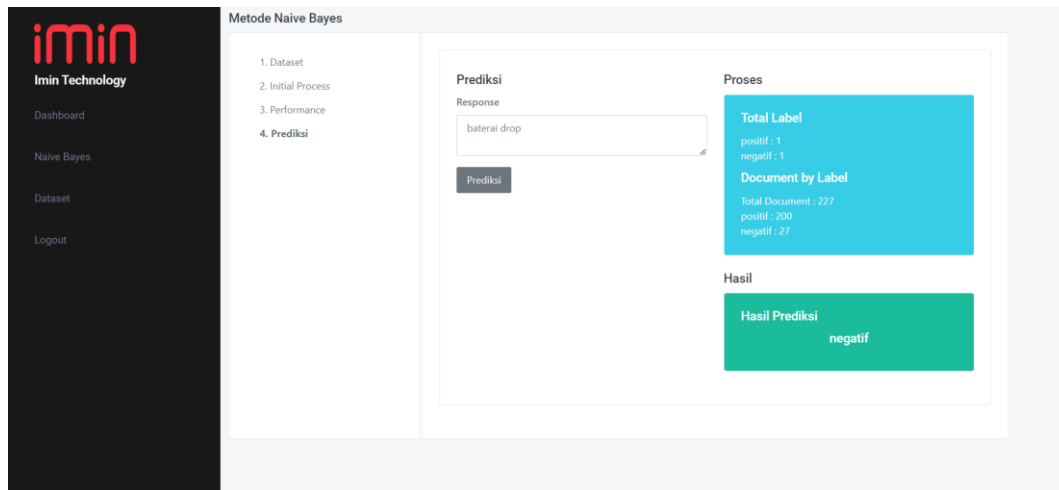 imin
Imin Technology
Dashboard
Naive Bayes
Dataset
Logout
Metode Naive Bayes
1. Dataset
2. Initial Process
3. Performance
4. Prediksi
Prediksi
Response
baterai drop
Prediksi
Proses
Total Label
positif : 1
negatif : 1
Document by Label
Total Document : 227
positif : 200
negatif : 27
Hasil
Hasil Prediksi
negatif